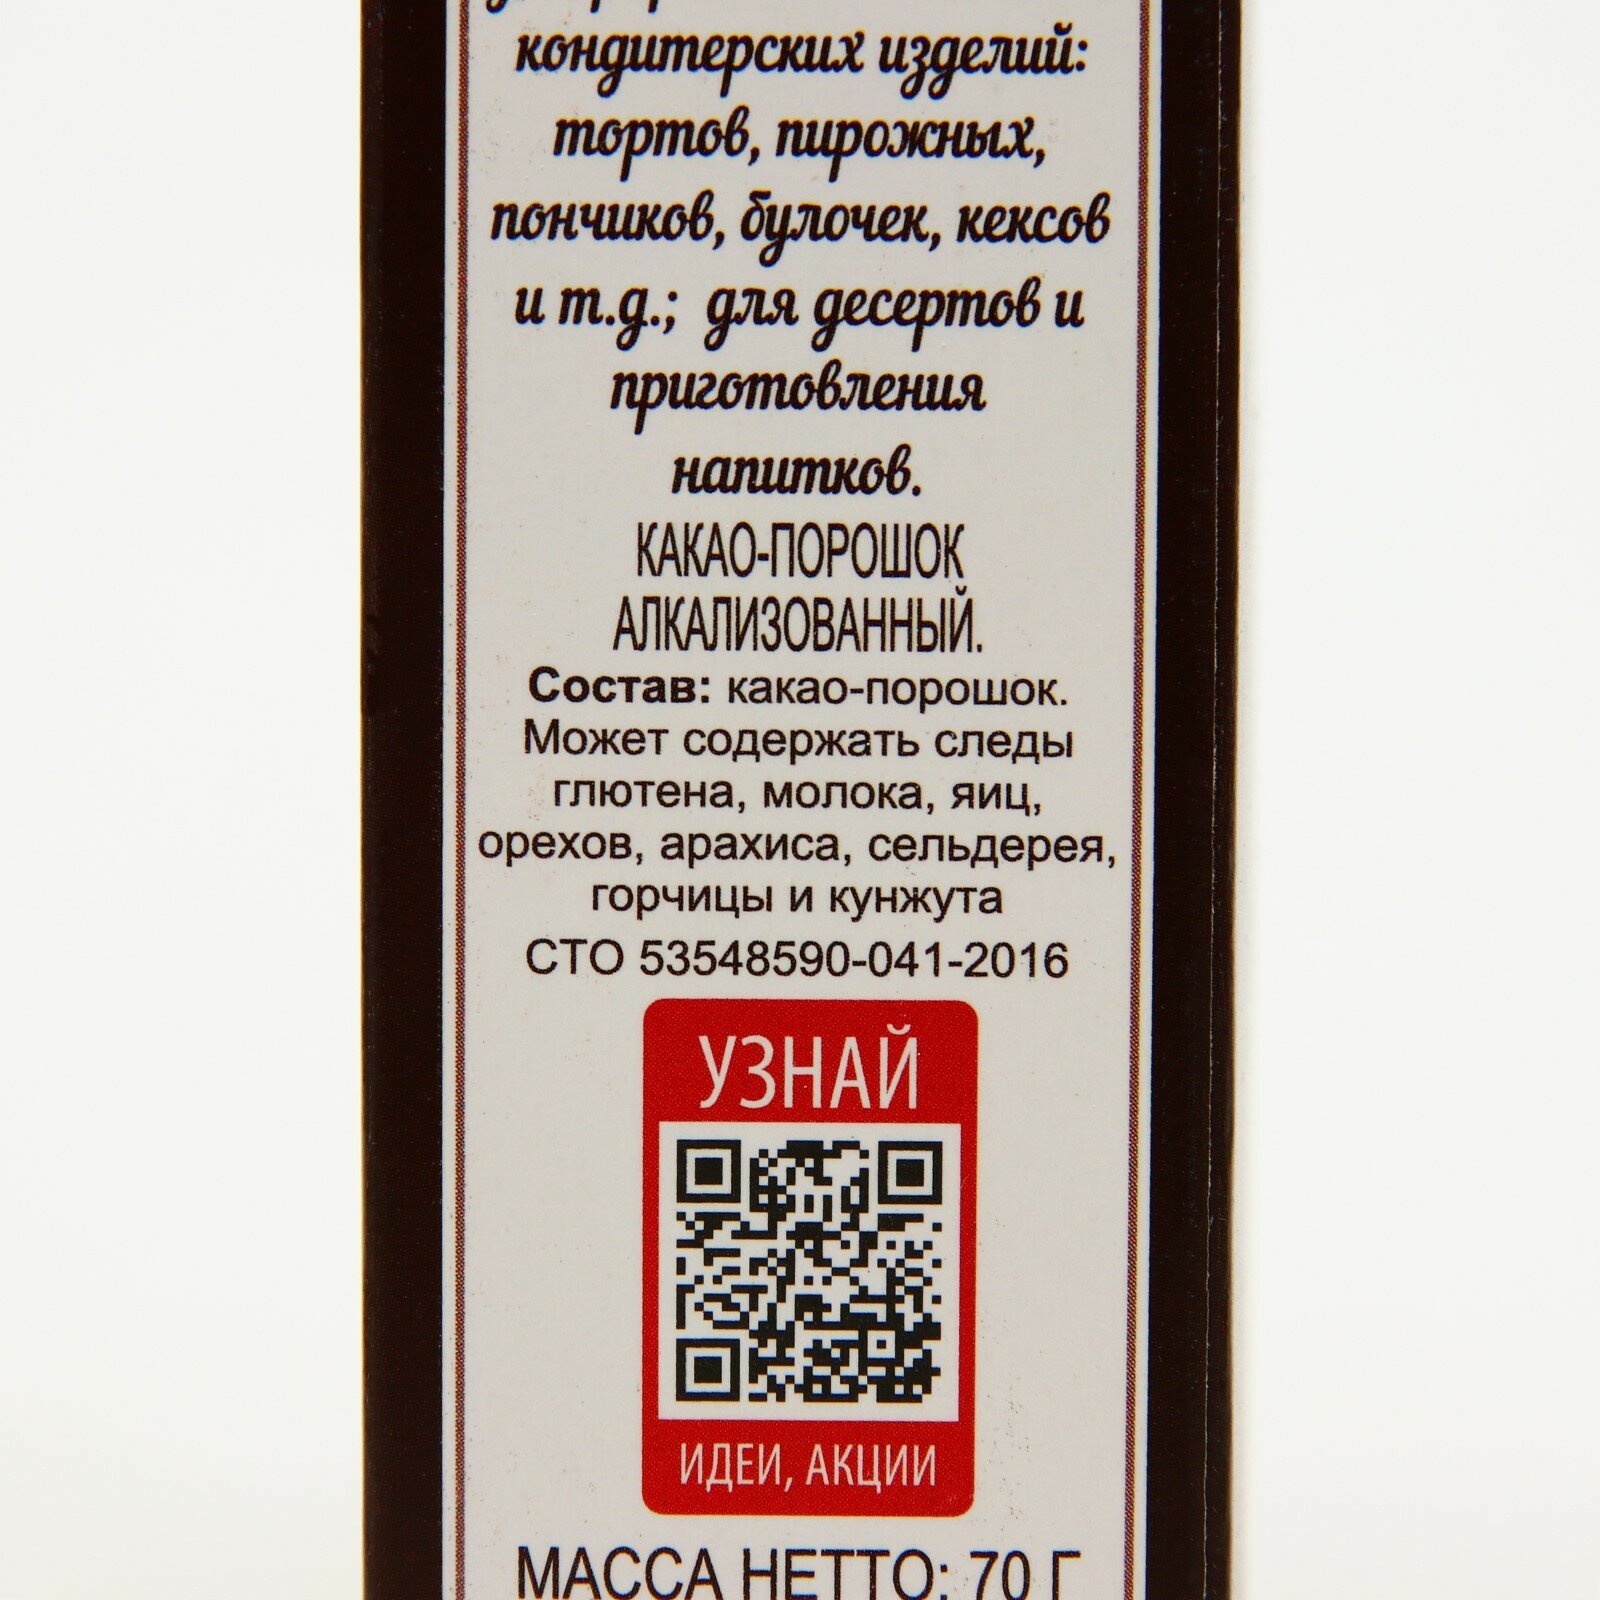 кондитерских изделий:
тортов, пирожных,
пончиков, булочек, кексов
и т.д.; для десертов и
приготовления
напитков.
КАКАО-ПОРОШОК
АЛКАЛИЗОВАННЫЙ.
Состав: какао-порошок.
Может содержать следы
глютена, молока, яиц,
орехов, арахиса, сельдерея,
горчицы и кунжута
СТО 53548590-041-2016
УЗНАЙ
ИДЕИ, АКЦИИ
МАССА НЕТТО: 70 Г